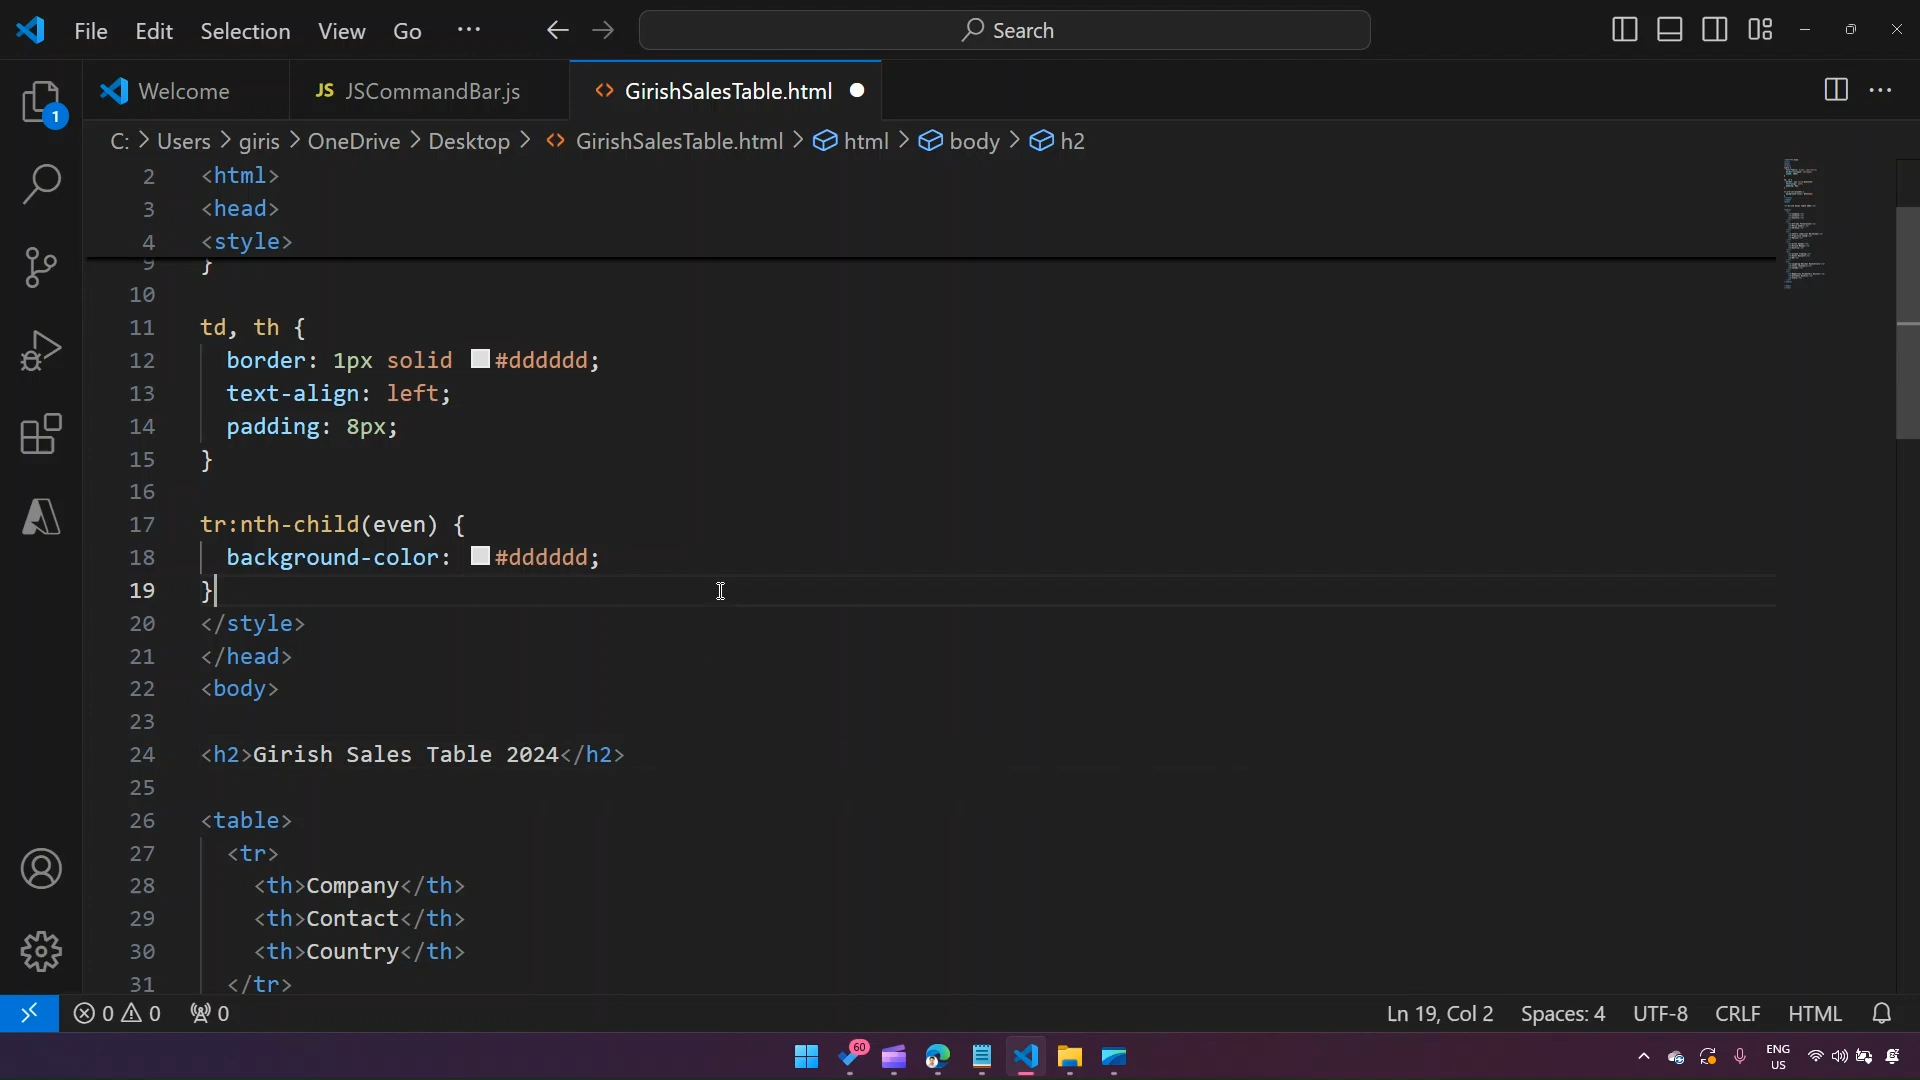 File Edit Selection View Go ··· Search
Welcome JS JSCommandBar.js GirishSalesTable.html
1
C: > Users > giris > OneDrive > Desktop > GirishSalesTable.html > html > body > h2
2 <html>
3 <head>
4 <style>
9 }
10
11 td, th {
12 border: 1px solid #dddddd;
13 text-align: left;
14 padding: 8px;
15 }
16
17 tr:nth-child(even) {
18 background-color: #dddddd;
19 }
20 </style>
21 </head>
22 <body>
23
24 <h2>Girish Sales Table 2024</h2>
25
26 <table>
27 <tr>
28 <th>Company</th>
29 <th>Contact</th>
30 <th>Country</th>
31 </tr>
0 0 0 Ln 19, Col 2 Spaces: 4 UTF-8 CRLF HTML
60 ENG
US